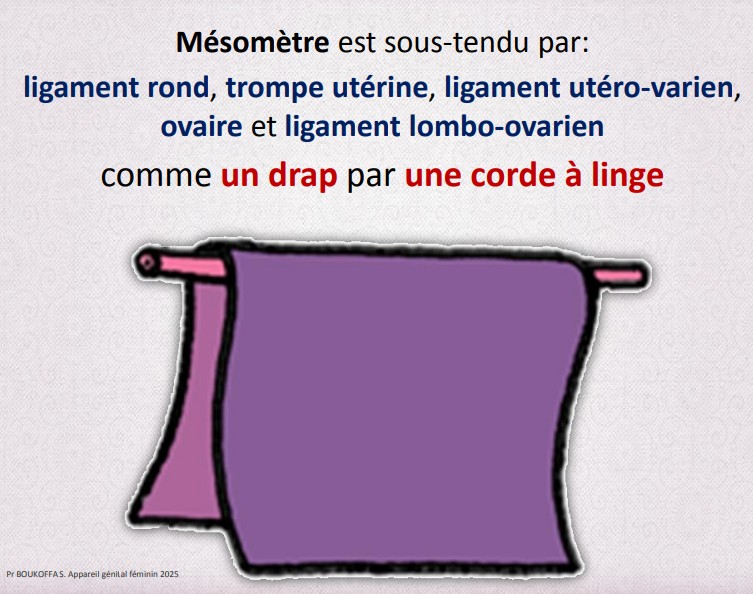 Mésomètre est sous-tendu par:
ligament rond, trompe utérine, ligament utéro-varien,
ovaire et ligament lombo-ovarien
comme un drap par une corde à linge
Pr BOUKOFFA S. Appareil génital féminin 2025